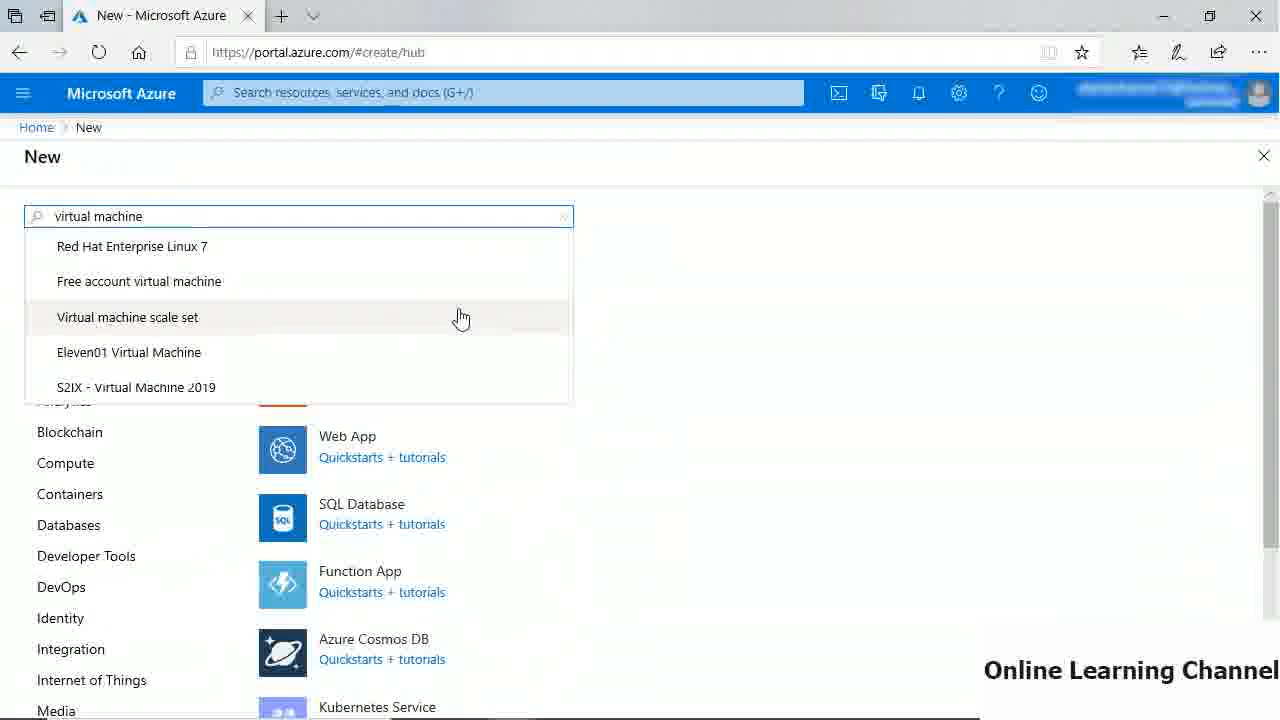 New - Microsoft Azure
https://portal.azure.com/#create/hub
Microsoft Azure
Search resources, services, and docs (G+/)
Home
New
New
virtual machine
Red Hat Enterprise Linux 7
Free account virtual machine
Virtual machine scale set
Eleven01 Virtual Machine
S2IX - Virtual Machine 2019
Analytics
Blockchain
Compute
Containers
Databases
Developer Tools
DevOps
Identity
Integration
Internet of Things
Media
Web App
Quickstarts + tutorials
SQL
SQL Database
Quickstarts + tutorials
Function App
Quickstarts + tutorials
Azure Cosmos DB
Quickstarts + tutorials
Kubernetes Service
Online Learning Channel